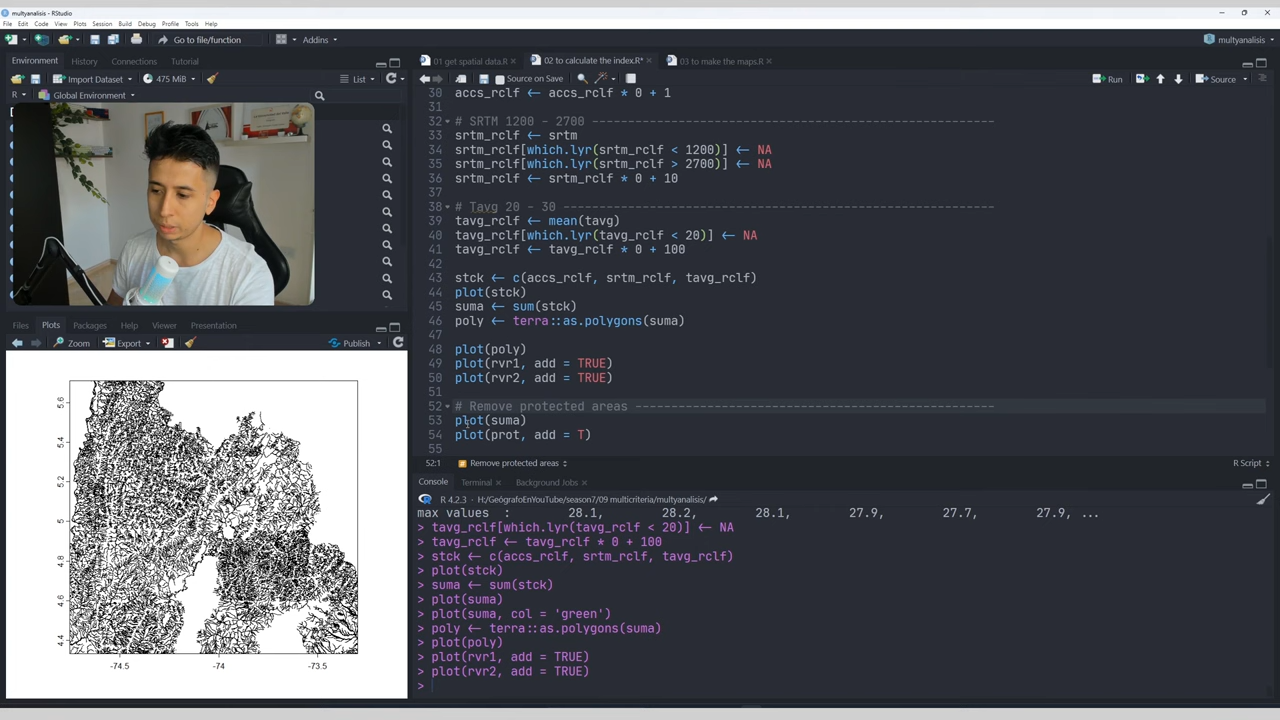 multyanalisis - RStudio
File Edit Code View Plots Session Build Debug Profile Tools Help
Go to file/function
Addins
multyanalisis
Environment History Connections Tutorial
Import Dataset 475 MiB List
R Global Environment
01 get spatial data.R 02 to calculate the index.R* 03 to make the maps.R
Source on Save Run Source
30 accs_rclf ← accs_rclf * 0 + 1
31
32 # SRTM 1200 - 2700 --------------------------------------------------------
33 srtm_rclf ← srtm
34 srtm_rclf[which.lyr(srtm_rclf < 1200)] ← NA
35 srtm_rclf[which.lyr(srtm_rclf > 2700)] ← NA
36 srtm_rclf ← srtm_rclf * 0 + 10
37
38 # Tavg 20 - 30 ------------------------------------------------------------
39 tavg_rclf ← mean(tavg)
40 tavg_rclf[which.lyr(tavg_rclf < 20)] ← NA
41 tavg_rclf ← tavg_rclf * 0 + 100
42
43 stck ← c(accs_rclf, srtm_rclf, tavg_rclf)
44 plot(stck)
45 suma ← sum(stck)
46 poly ← terra::as.polygons(suma)
47
48 plot(poly)
49 plot(rvr1, add = TRUE)
50 plot(rvr2, add = TRUE)
51
52 # Remove protected areas --------------------------------------------------
53 plot(suma)
54 plot(prot, add = T)
55
52:1 Remove protected areas R Script
Files Plots Packages Help Viewer Presentation
Zoom Export Publish
5.6
5.2
5
4.8
4.6
4.4
-74.5 -74 -73.5
Console Terminal Background Jobs
R 4.2.3 · H:/GeógrafoEnYouTube/season7/09 multicriteria/multyanalisis/
max values : 28.1, 28.2, 28.1, 27.9, 27.7, 27.9, ...
> tavg_rclf[which.lyr(tavg_rclf < 20)] ← NA
> tavg_rclf ← tavg_rclf * 0 + 100
> stck ← c(accs_rclf, srtm_rclf, tavg_rclf)
> plot(stck)
> suma ← sum(stck)
> plot(suma)
> plot(suma, col = 'green')
> poly ← terra::as.polygons(suma)
> plot(poly)
> plot(rvr1, add = TRUE)
> plot(rvr2, add = TRUE)
>